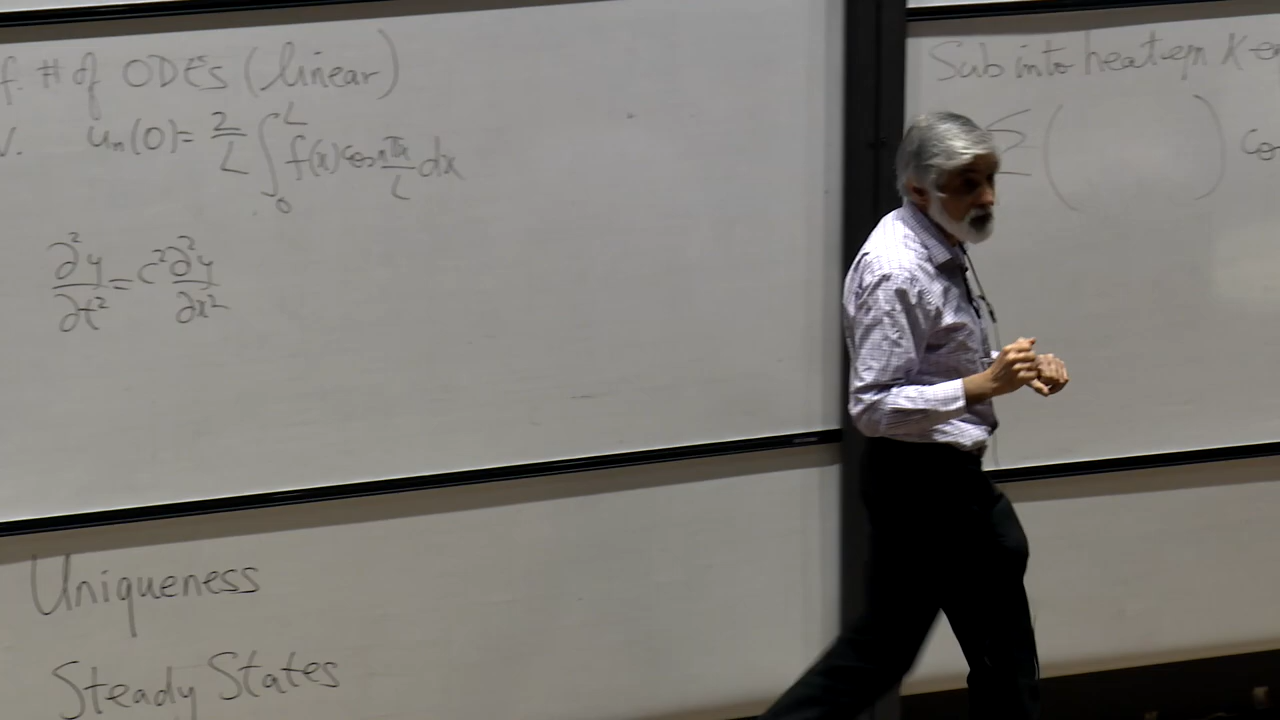 f. # of ODEs (linear)
V. uₙ(0) = 2/L ∫₀ᴸ f(x) cos nπx/L dx
∂²y/∂t² = c² ∂²y/∂x²
Uniqueness
Steady States
Sub into heat eqn
Σ ( ) co